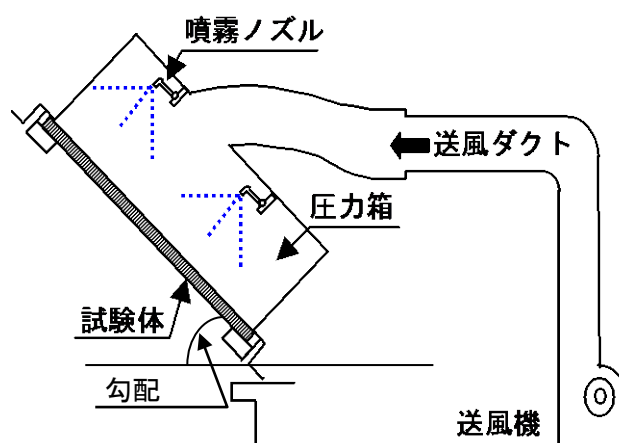 噴霧ノズル
送風ダクト
圧力箱
試験体
勾配
送風機